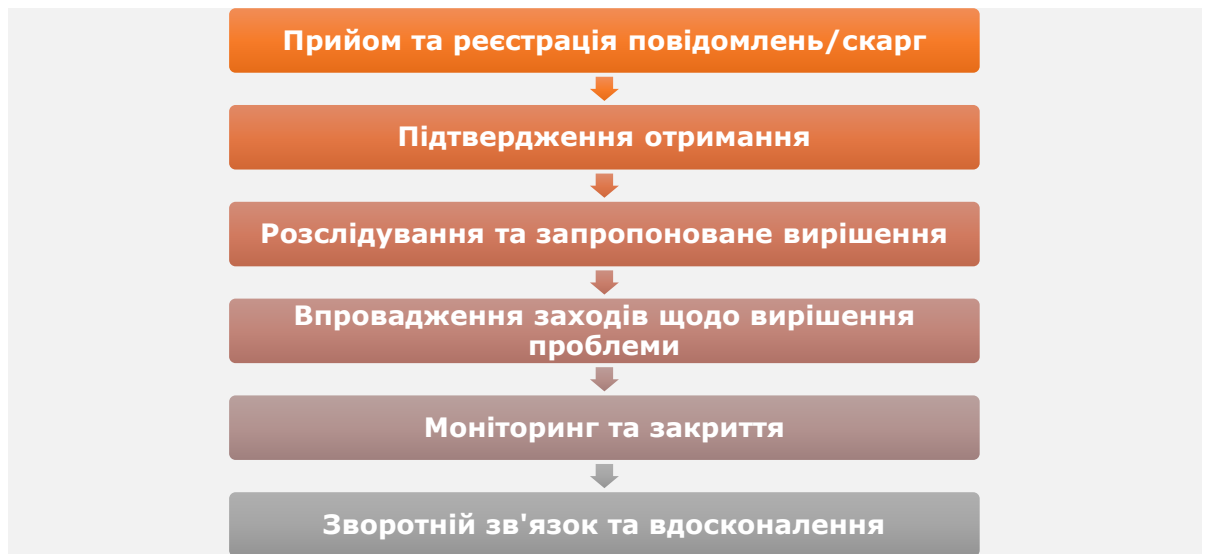 Прийом та реєстрація повідомлень/скарг
Підтвердження отримання
Розслідування та запропоноване вирішення
Впровадження заходів щодо вирішення
проблеми
Моніторинг та закриття
Зворотній зв'язок та вдосконалення